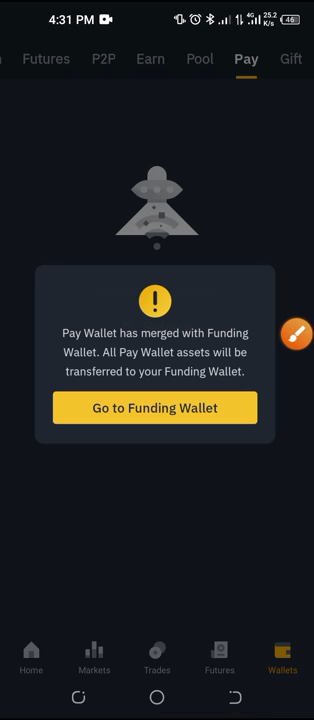 4:31 PM
4G
25.2
K/s
46
Futures P2P Earn Pool Pay Gift
Pay Wallet has merged with Funding
Wallet. All Pay Wallet assets will be
transferred to your Funding Wallet.
Go to Funding Wallet
Home Markets Trades Futures Wallets